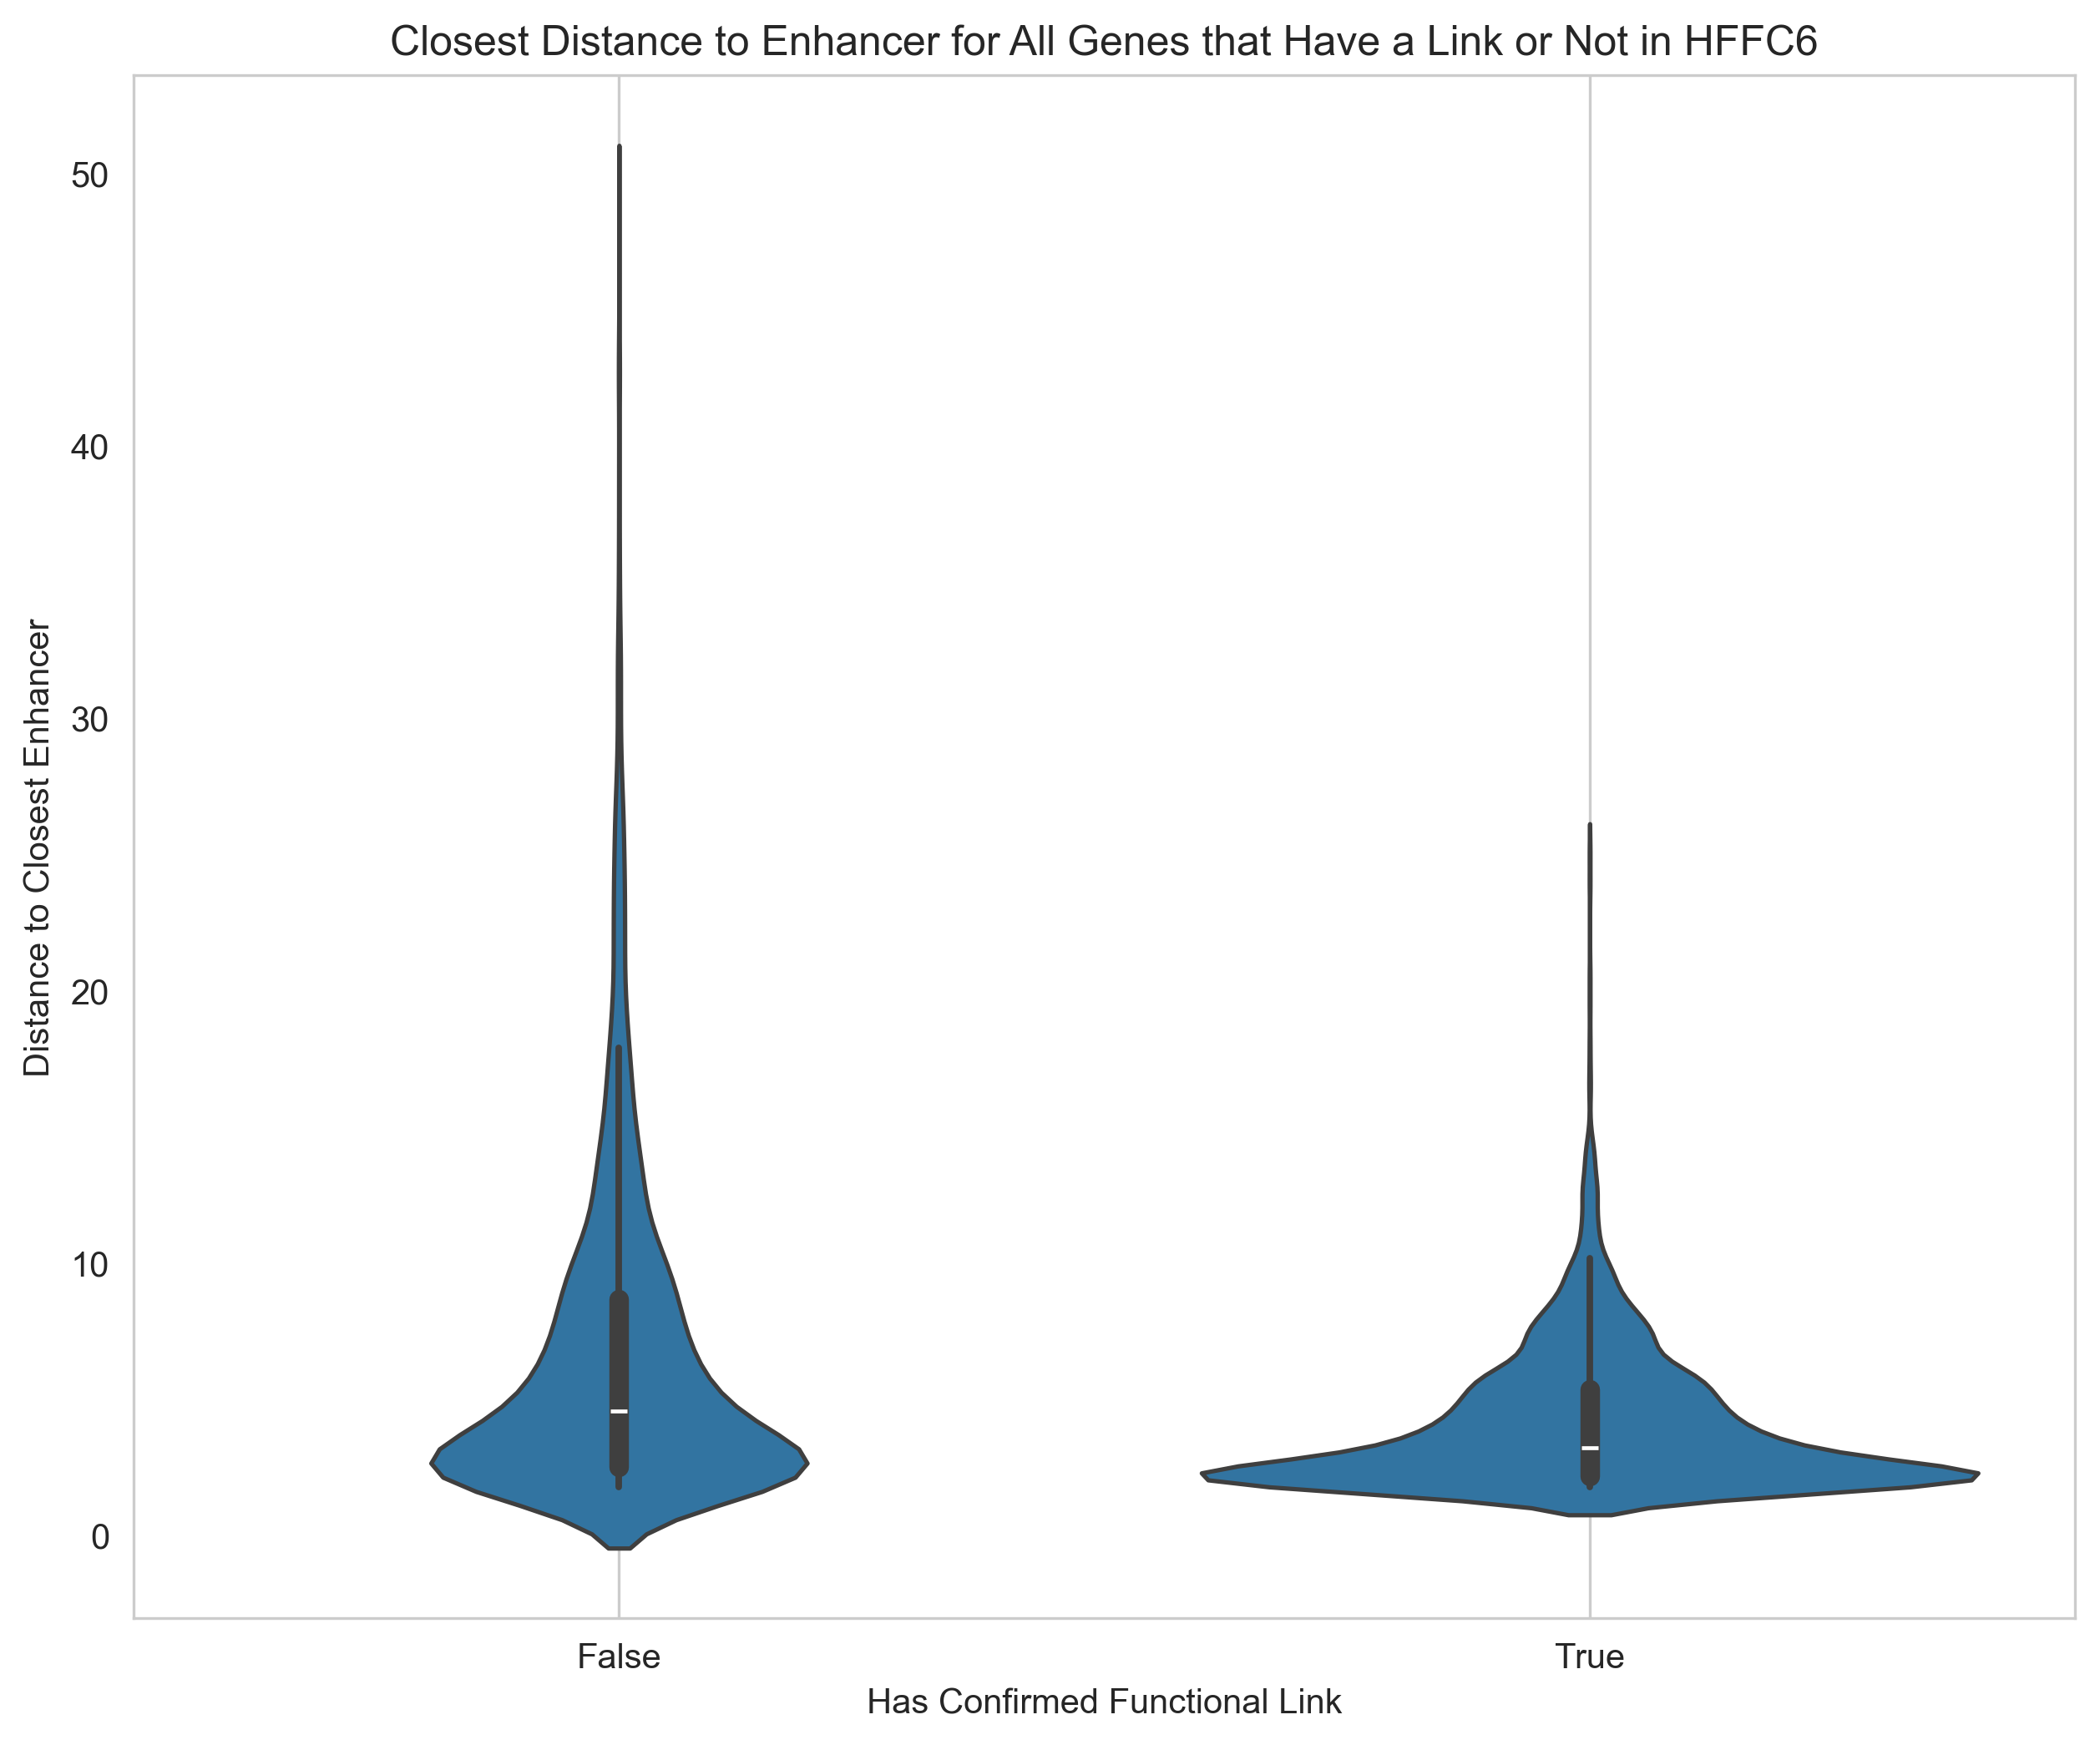 Closest Distance to Enhancer for All Genes that Have a Link or Not in HFFC6
Distance to Closest Enhancer
50
40
30
20
10
0
False
True
Has Confirmed Functional Link